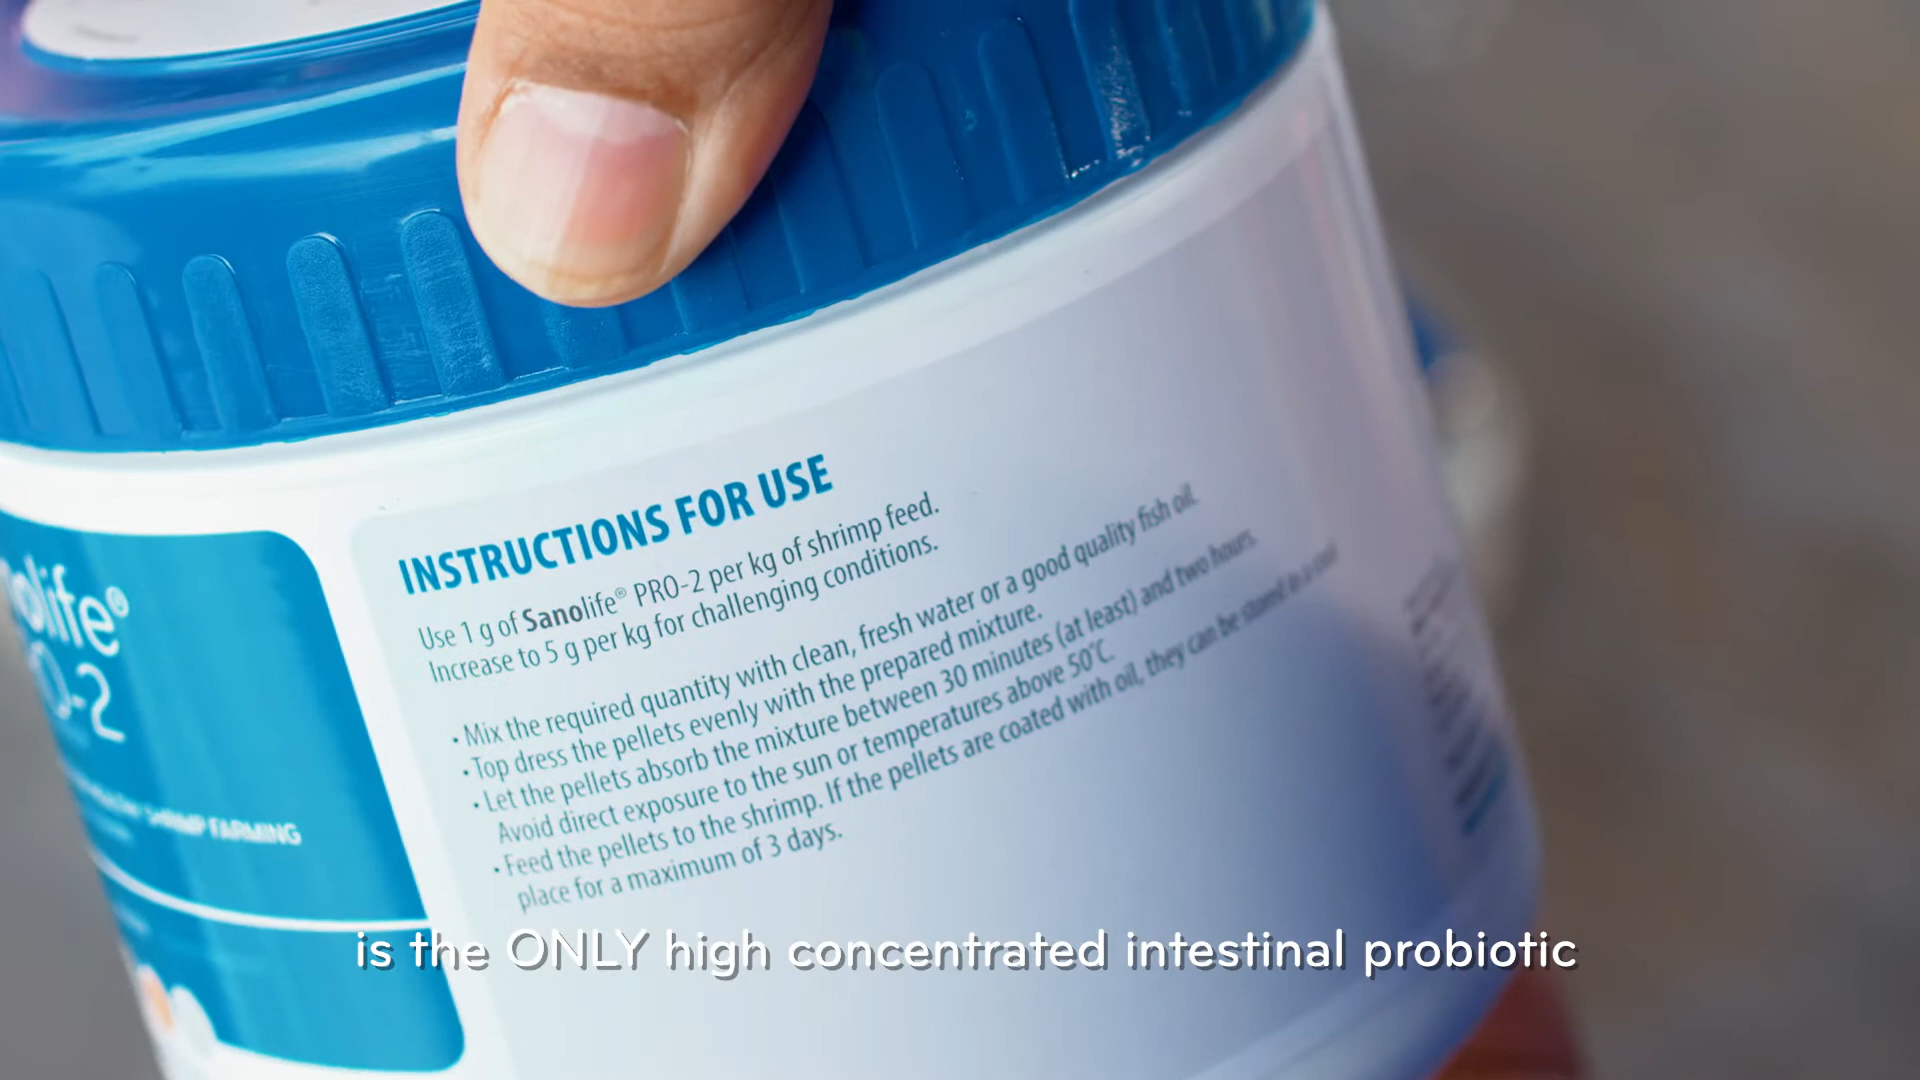 olife®
O-2
SHRIMP FARMING
INSTRUCTIONS FOR USE
Use 1 g of Sanolife® PRO-2 per kg of shrimp feed.
Increase to 5 g per kg for challenging conditions.
• Mix the required quantity with clean, fresh water or a good quality fish oil.
• Top dress the pellets evenly with the prepared mixture.
• Let the pellets absorb the mixture between 30 minutes (at least) and two hours.
Avoid direct exposure to the sun or temperatures above 50°C.
• Feed the pellets to the shrimp. If the pellets are coated with oil, they can be stored in a cool
place for a maximum of 3 days.
is the ONLY high concentrated intestinal probiotic